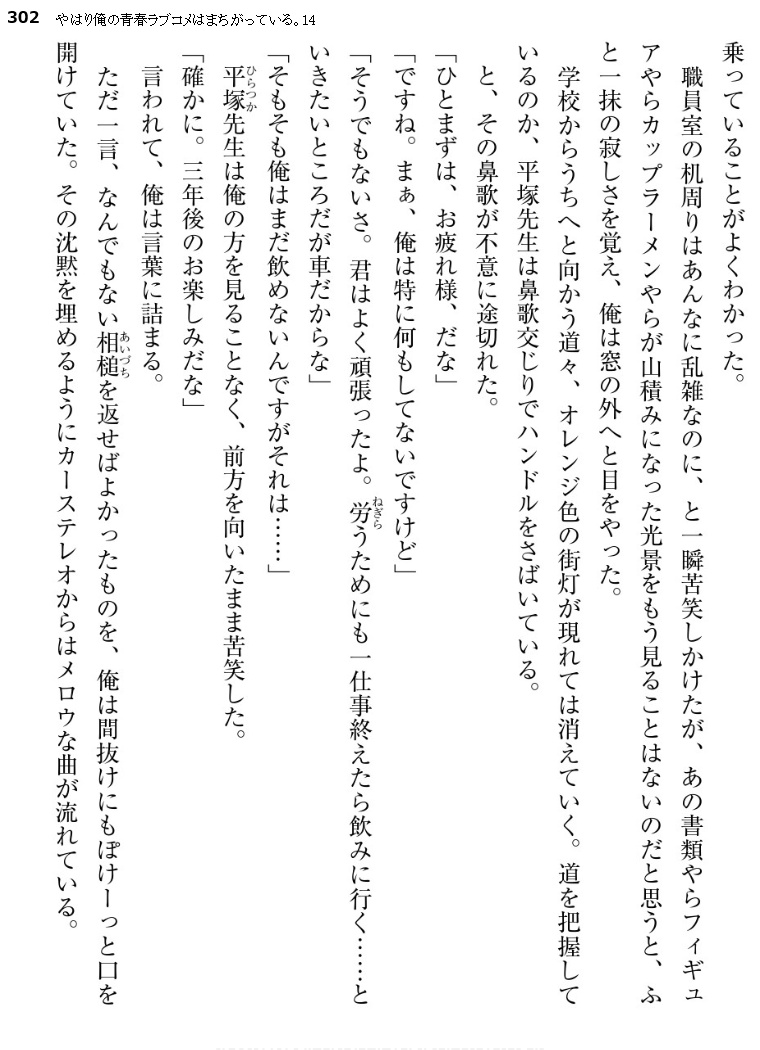 302 やはり俺の青春ラブコメはまちがっている。14
乗っていることがよくわかった。
職員室の机周りはあんなに乱雑なのに、と一瞬苦笑しかけたが、あの書類やらフィギュ
アやらカップラーメンやらが山積みになった光景をもう見ることはないのだと思うと、ふ
と一抹の寂しさを覚え、俺は窓の外へと目をやった。
学校からうちへと向かう道々、オレンジ色の街灯が現れては消えていく。道を把握して
いるのか、平塚先生は鼻歌交じりでハンドルをさばいている。
と、その鼻歌が不意に途切れた。
「ひとまずは、お疲れ様、だな」
「ですね。まぁ、俺は特に何もしてないですけど」
「そうでもないさ。君はよく頑張ったよ。労うためにも一仕事終えたら飲みに行く……と
ねぎら
いきたいところだが車だからな」
「そもそも俺はまだ飲めないんですがそれは……」
平塚先生は俺の方を見ることなく、前方を向いたまま苦笑した。
ひらつか
「確かに。三年後のお楽しみだな」
言われて、俺は言葉に詰まる。
ただ一言、なんでもない相槌を返せばよかったものを、俺は間抜けにもぽけーっと口を
あいづち
開けていた。その沈黙を埋めるようにカーステレオからはメロウな曲が流れている。